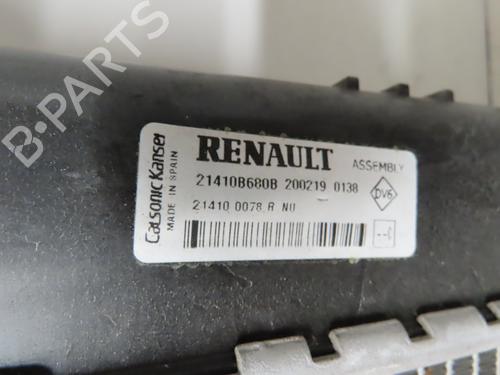 B-PARTS
Calsonic Kansei
MADE IN SPAIN
RENAULT ASSEMBLY
21410B680B 200219 0138
21410 0078 R NU
DV6
--C